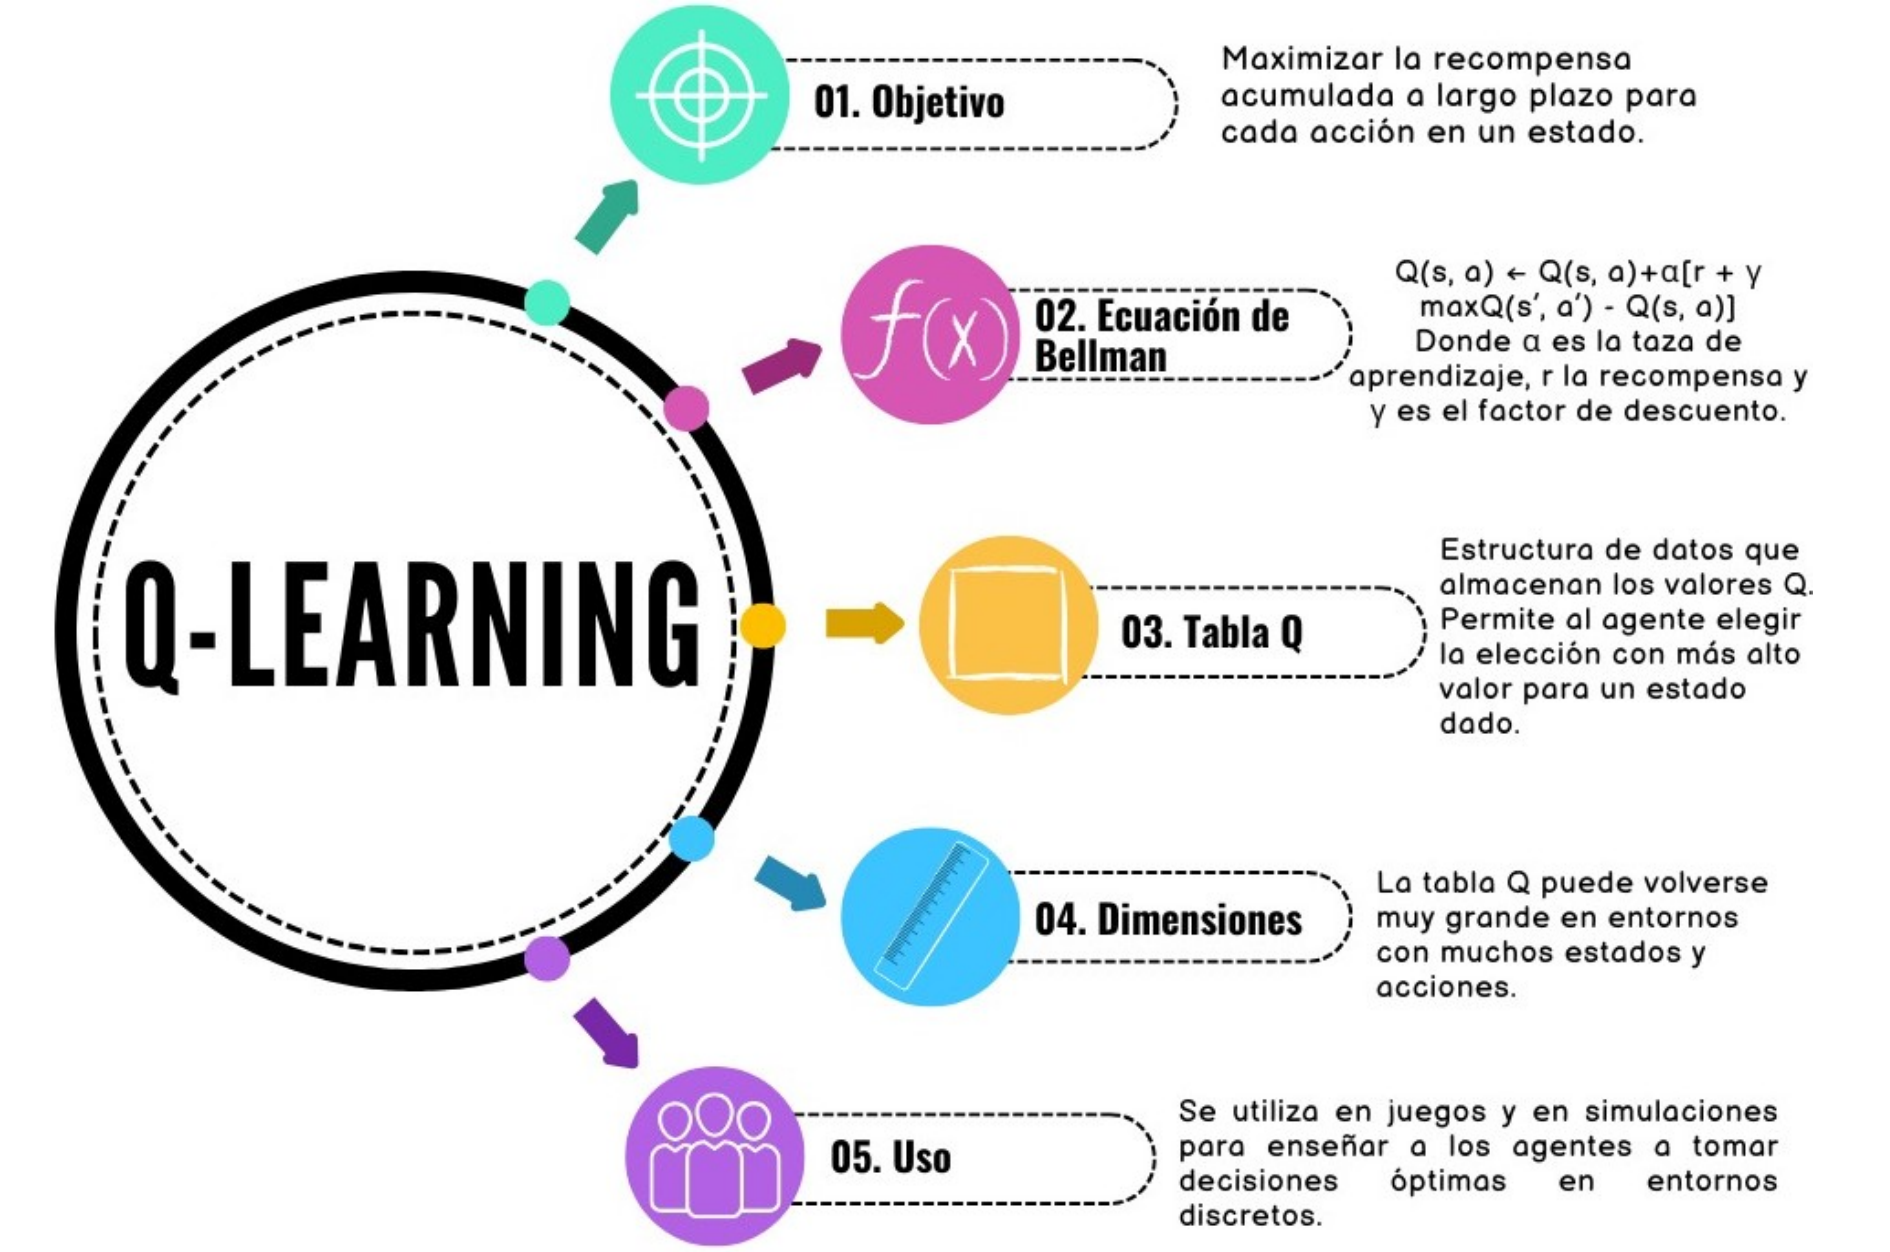 Q-LEARNING
01. Objetivo
Maximizar la recompensa
acumulada a largo plazo para
cada acción en un estado.
f(x)
02. Ecuación de
Bellman
Q(s, a) ← Q(s, a)+α[r + γ
maxQ(s’, a’) - Q(s, a)]
Donde α es la taza de
aprendizaje, r la recompensa y
γ es el factor de descuento.
03. Tabla Q
Estructura de datos que
almacenan los valores Q.
Permite al agente elegir
la elección con más alto
valor para un estado
dado.
04. Dimensiones
La tabla Q puede volverse
muy grande en entornos
con muchos estados y
acciones.
05. Uso
Se utiliza en juegos y en simulaciones
para enseñar a los agentes a tomar
decisiones óptimas en entornos
discretos.